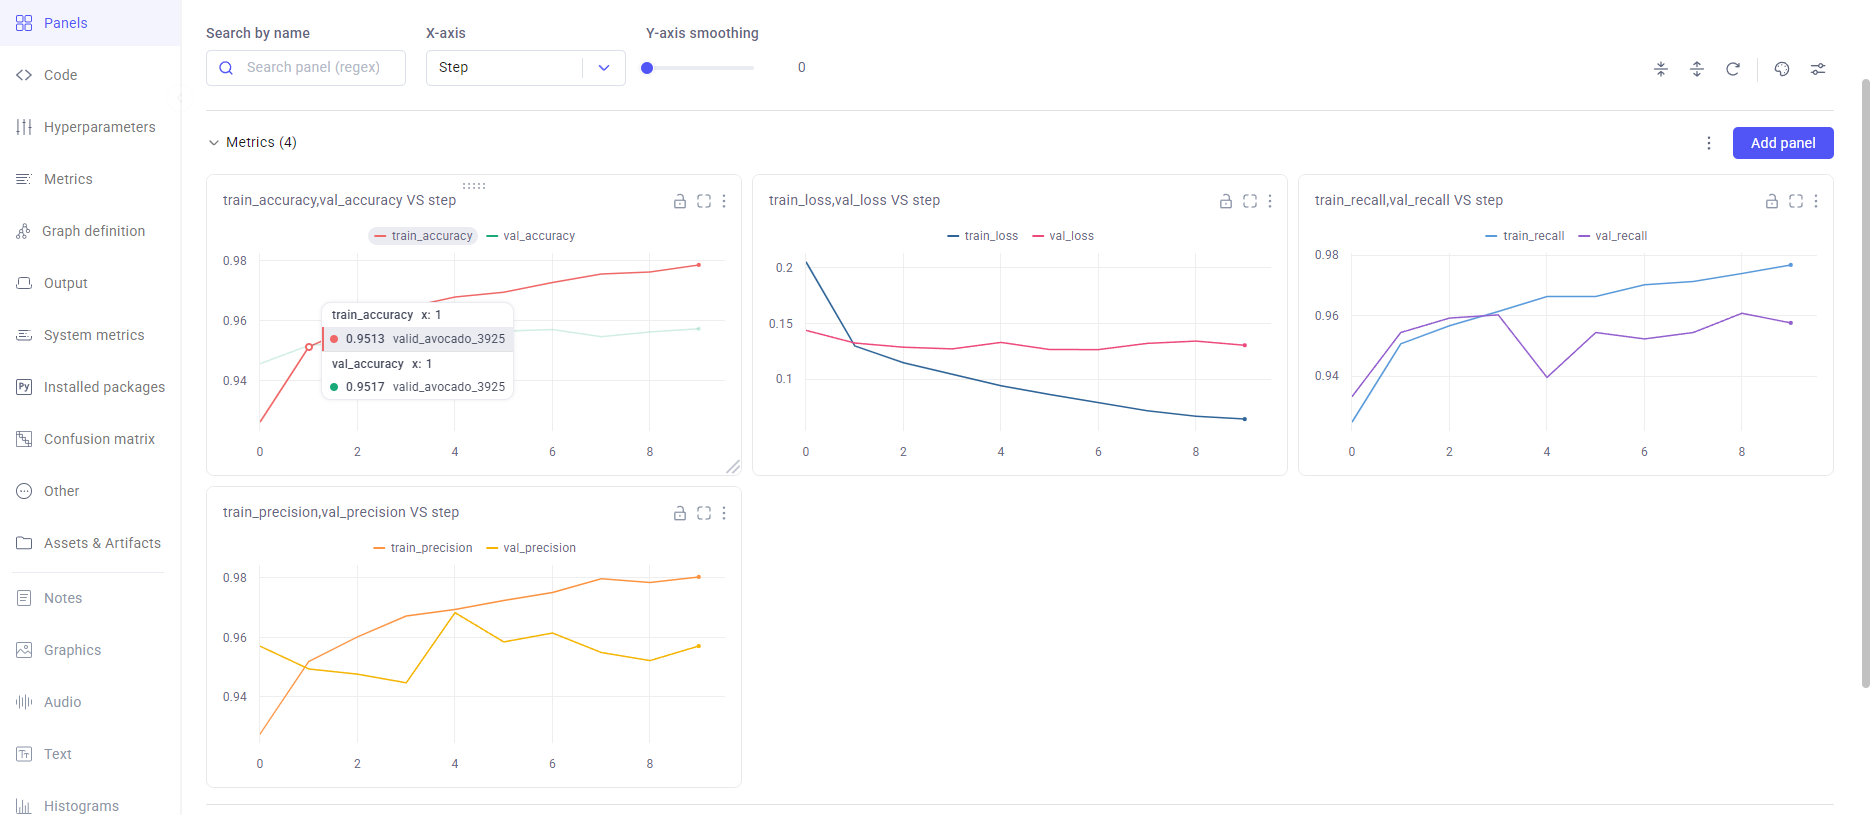 Panels
Code
Hyperparameters
Metrics
Graph definition
Output
System metrics
Py Installed packages
Confusion matrix
Other
Assets & Artifacts
Notes
Graphics
Audio
Tt Text
Histograms
Search by name
Search panel (regex)
X-axis
Step
Y-axis smoothing
0
Metrics (4)
Add panel
train_accuracy,val_accuracy VS step
train_accuracy val_accuracy
0.98
0.96
0.94
train_accuracy x: 1
0.9513 valid_avocado_3925
val_accuracy x: 1
0.9517 valid_avocado_3925
0 2 4 6 8
train_loss,val_loss VS step
train_loss val_loss
0.2
0.15
0.1
0 2 4 6 8
train_recall,val_recall VS step
train_recall val_recall
0.98
0.96
0.94
0 2 4 6 8
train_precision,val_precision VS step
train_precision val_precision
0.98
0.96
0.94
0 2 4 6 8